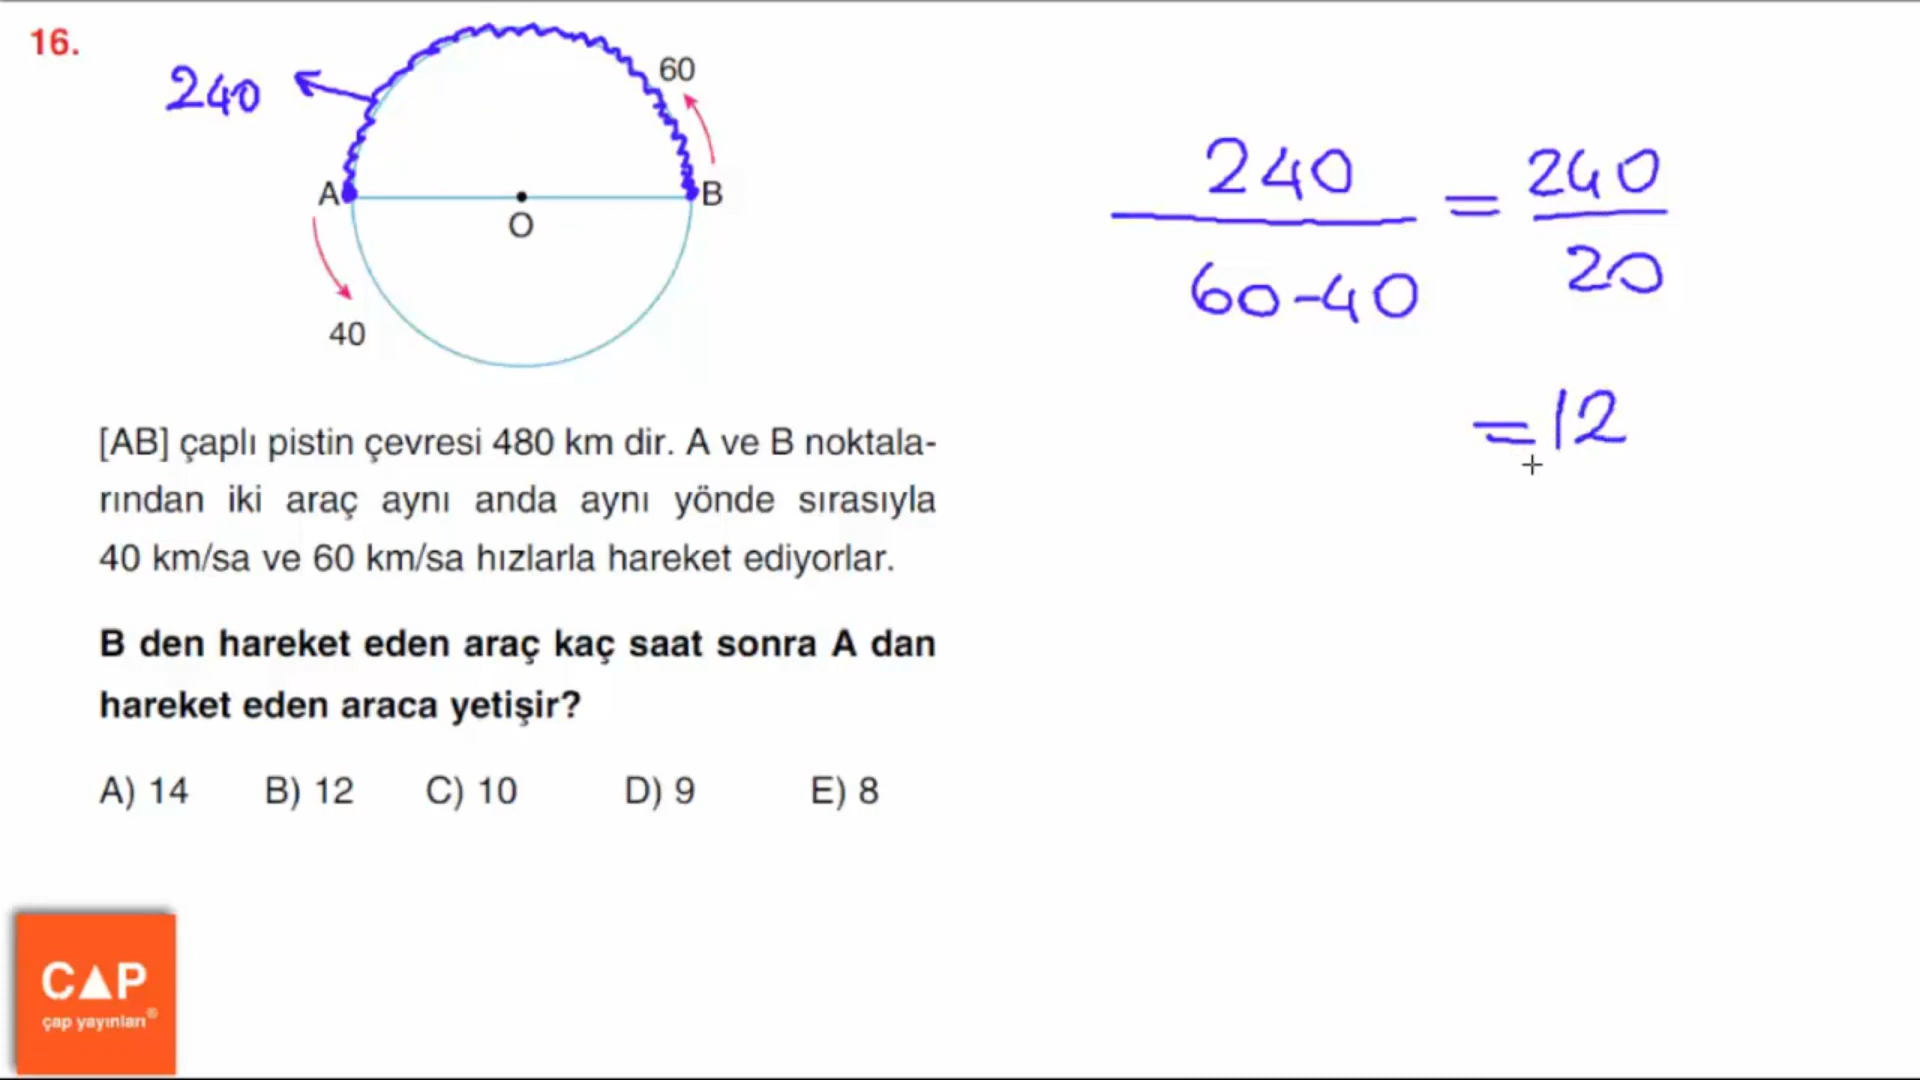 16.
240
60
A
B
O
40
[AB] çaplı pistin çevresi 480 km dir. A ve B noktala-
rından iki araç aynı anda aynı yönde sırasıyla
40 km/sa ve 60 km/sa hızlarla hareket ediyorlar.
B den hareket eden araç kaç saat sonra A dan
hareket eden araca yetişir?
A) 14 B) 12 C) 10 D) 9 E) 8
240 = 240
60-40 20
=12
CAP
çap yayınları®